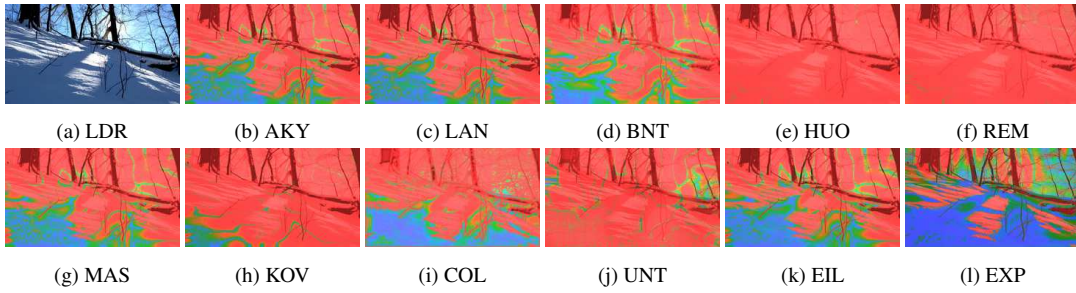 (a) LDR (b) AKY (c) LAN (d) BNT (e) HUO (f) REM
(g) MAS (h) KOV (i) COL (j) UNT (k) EIL (l) EXP